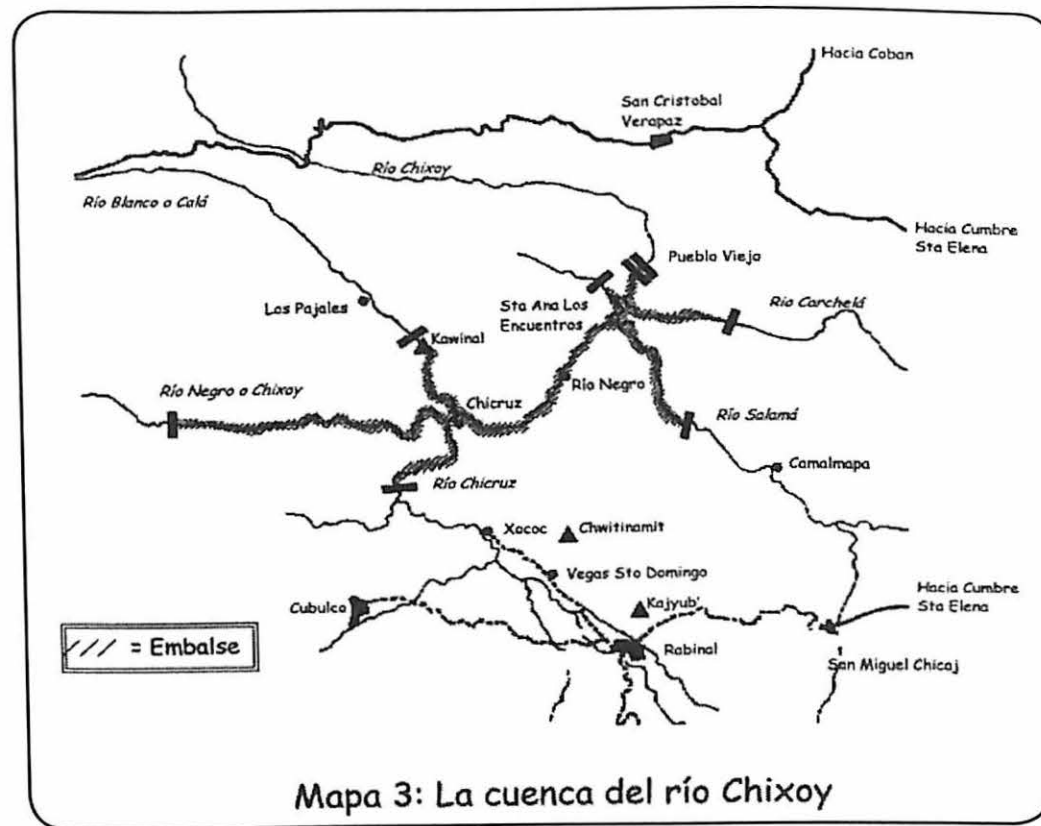 Hacia Coban
San Cristobal
Verapaz
Río Chixoy
Río Blanco o Calá
Hacia Cumbre
Sta Elena
Pueblo Viejo
Los Pajales
Sta Ana Los
Encuentros
Río Carchelá
Kawinal
Río Negro o Chixoy
Río Negro
Chicruz
Río Salamá
Camalmapa
Río Chicruz
Xococ
Chwitinamit
Vegas Sto Domingo
Cubulco
Kajyub'
Hacia Cumbre
Sta Elena
/// = Embalse
Rabinal
San Miguel Chicaj
Mapa 3: La cuenca del río Chixoy